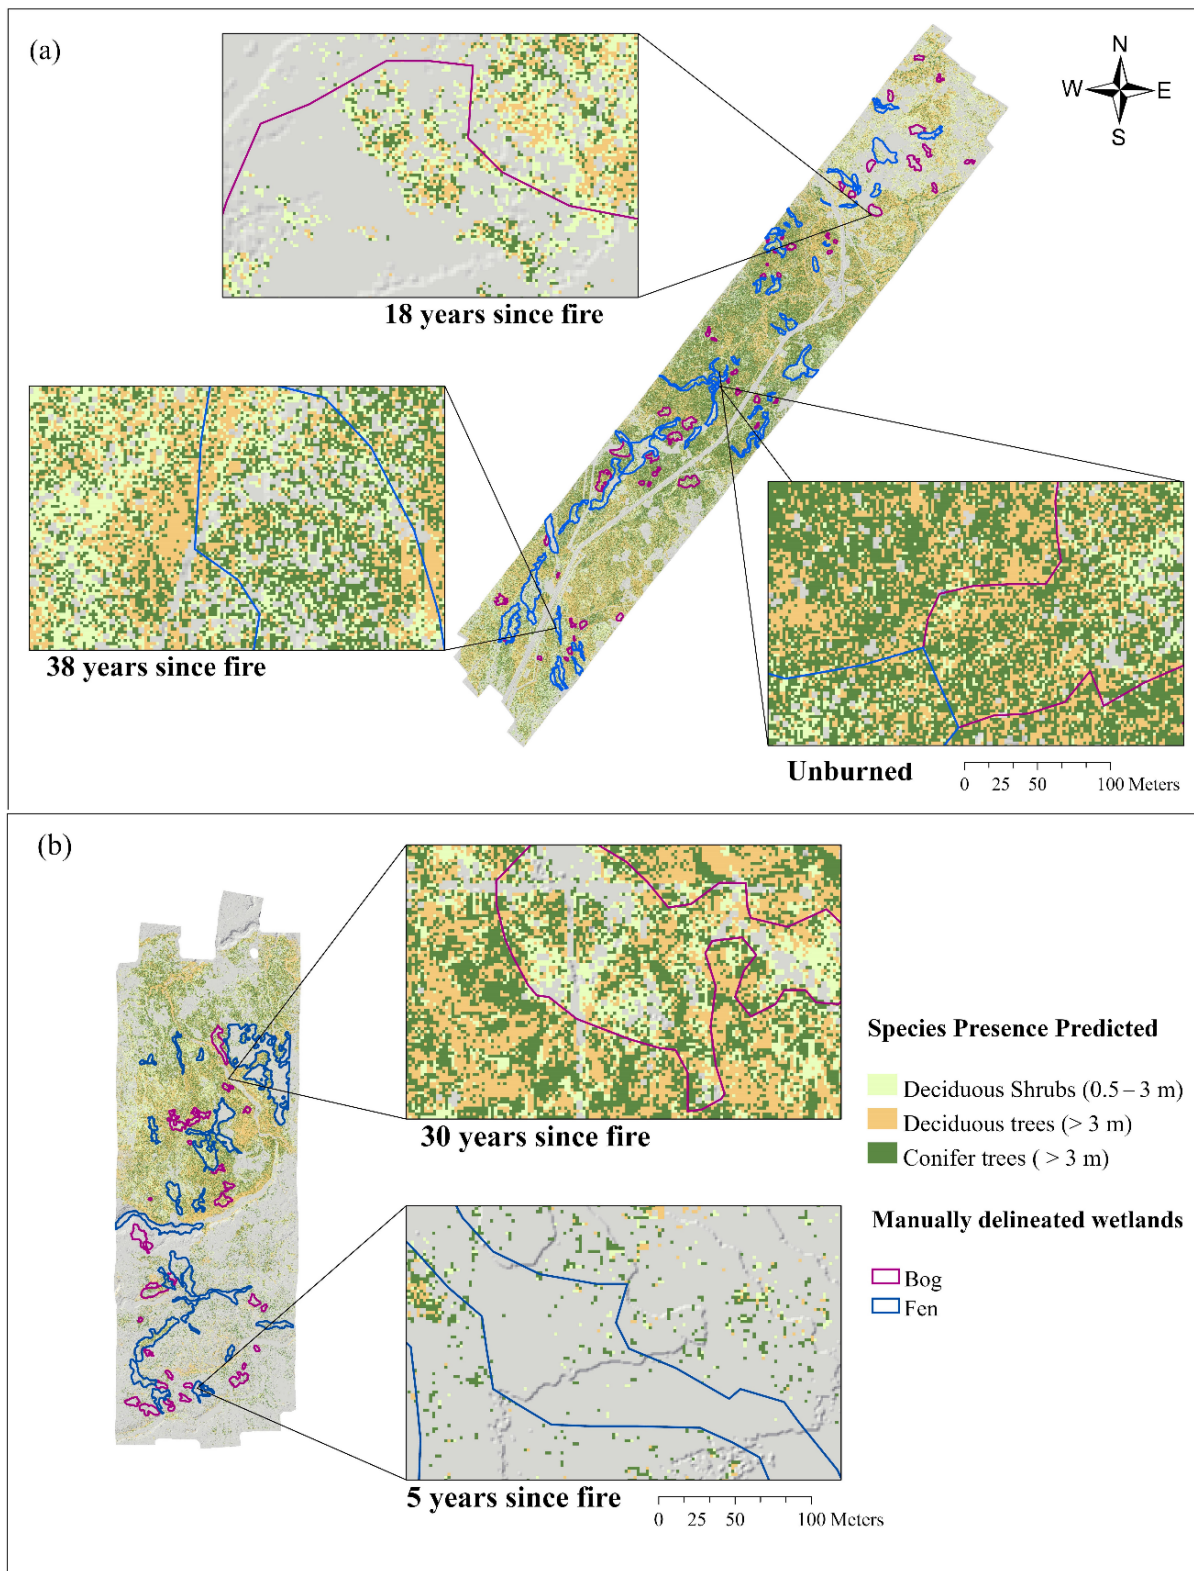 (a)
N
W
E
S
18 years since fire
38 years since fire
Unburned
0 25 50 100 Meters
(b)
30 years since fire
Species Presence Predicted
Deciduous Shrubs (0.5 – 3 m)
Deciduous trees (> 3 m)
Conifer trees ( > 3 m)
Manually delineated wetlands
Bog
Fen
5 years since fire
0 25 50 100 Meters